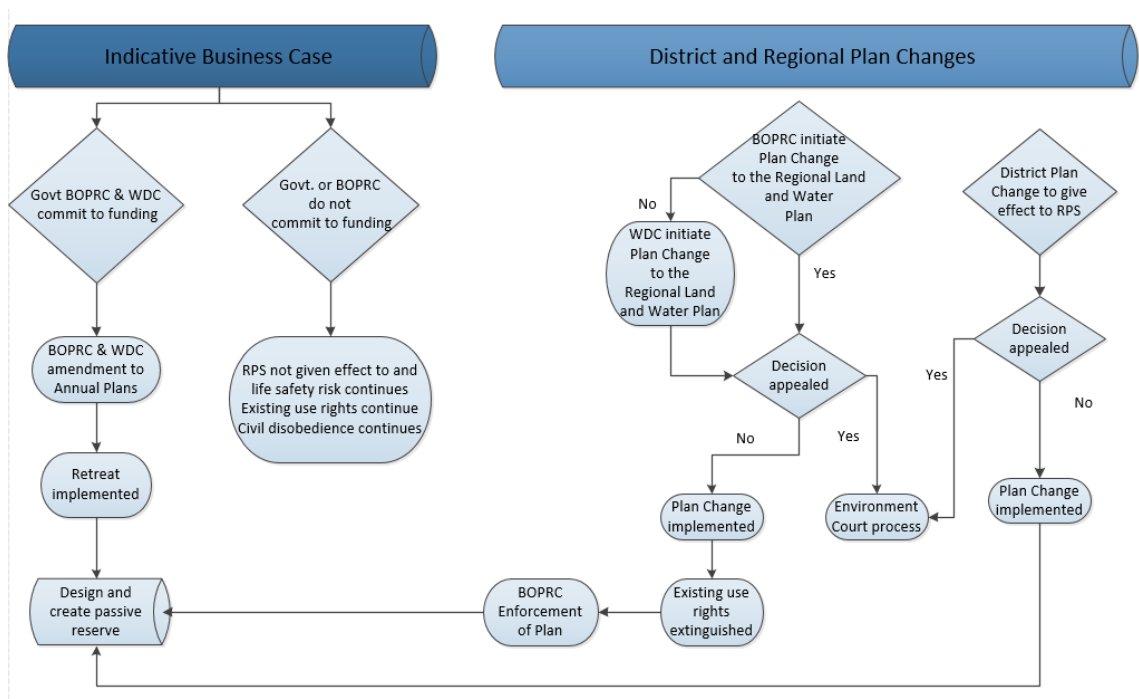 Indicative Business Case
District and Regional Plan Changes
Govt BOPRC & WDC
commit to funding
Govt. or BOPRC
do not
commit to funding
BOPRC & WDC
amendment to
Annual Plans
RPS not given effect to and
life safety risk continues
Existing use rights continue
Civil disobedience continues
Retreat
implemented
Design and
create passive
reserve
BOPRC initiate
Plan Change
to the Regional Land
and Water
Plan
No
WDC initiate
Plan Change
to the
Regional Land
and Water Plan
Yes
Decision
appealed
No
Yes
Plan Change
implemented
Environment
Court process
Existing use
rights
extinguished
BOPRC
Enforcement
of Plan
District Plan
Change to give
effect to RPS
Decision
appealed
Yes
No
Plan Change
implemented